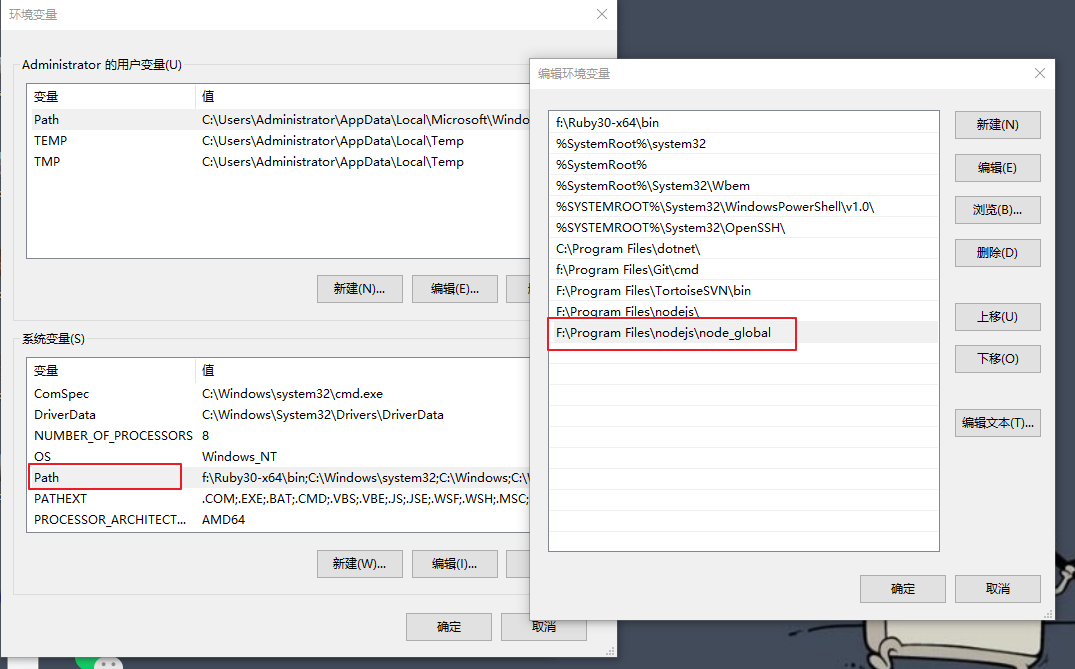 环境变量
Administrator 的用户变量(U)
变量 值
Path C:\Users\Administrator\AppData\Local\Microsoft\Windo
TEMP C:\Users\Administrator\AppData\Local\Temp
TMP C:\Users\Administrator\AppData\Local\Temp
新建(N)... 编辑(E)...
系统变量(S)
变量 值
ComSpec C:\Windows\system32\cmd.exe
DriverData C:\Windows\System32\Drivers\DriverData
NUMBER_OF_PROCESSORS 8
OS Windows_NT
Path f:\Ruby30-x64\bin;C:\Windows\system32;C:\Windows;C:\
PATHEXT .COM;.EXE;.BAT;.CMD;.VBS;.VBE;.JS;.JSE;.WSF;.WSH;.MSC;
PROCESSOR_ARCHITECT... AMD64
新建(W)... 编辑(I)...
确定 取消
编辑环境变量
f:\Ruby30-x64\bin
%SystemRoot%\system32
%SystemRoot%
%SystemRoot%\System32\Wbem
%SYSTEMROOT%\System32\WindowsPowerShell\v1.0\
%SYSTEMROOT%\System32\OpenSSH\
C:\Program Files\dotnet\
f:\Program Files\Git\cmd
F:\Program Files\TortoiseSVN\bin
F:\Program Files\nodejs\
F:\Program Files\nodejs\node_global
新建(N)
编辑(E)
浏览(B)...
删除(D)
上移(U)
下移(O)
编辑文本(T)...
确定 取消